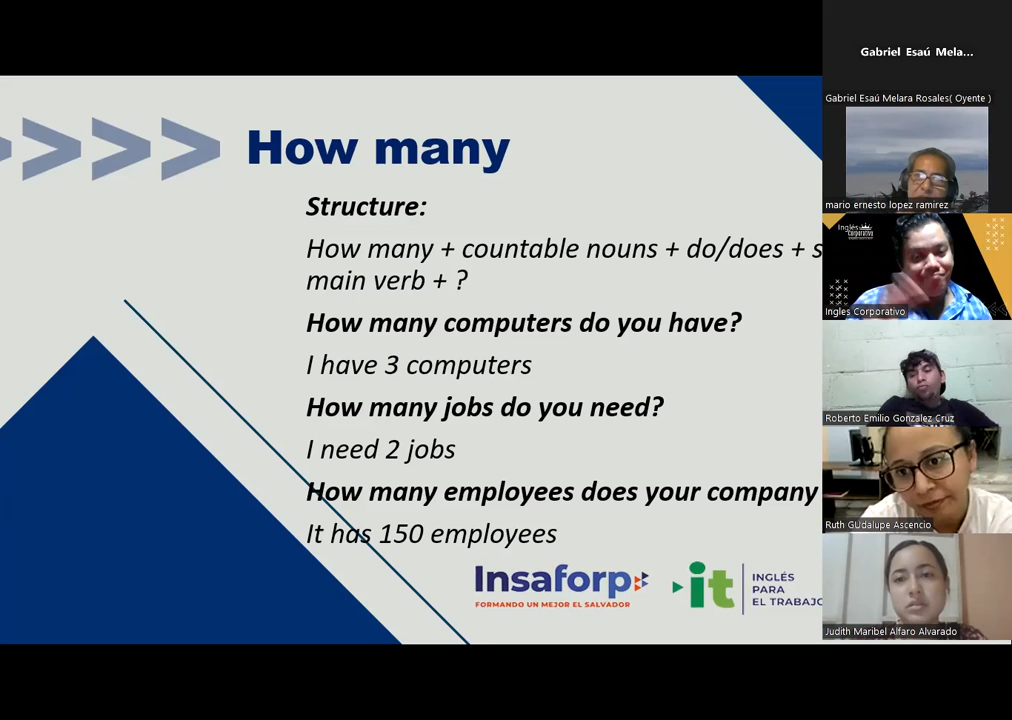 How many
Structure:
How many + countable nouns + do/does + s
main verb + ?
How many computers do you have?
I have 3 computers
How many jobs do you need?
I need 2 jobs
How many employees does your company
It has 150 employees
Insaforp
FORMANDO UN MEJOR EL SALVADOR
it
INGLÉS
PARA
EL TRABAJO
Gabriel Esaú Mela...
Gabriel Esaú Melara Rosales( Oyente )
mario ernesto lopez ramirez
Inglés
corporativo
Ingles Corporativo
Roberto Emilio González Cruz
Ruth GUdalupe Ascencio
Judith Maribel Alfaro Alvarado